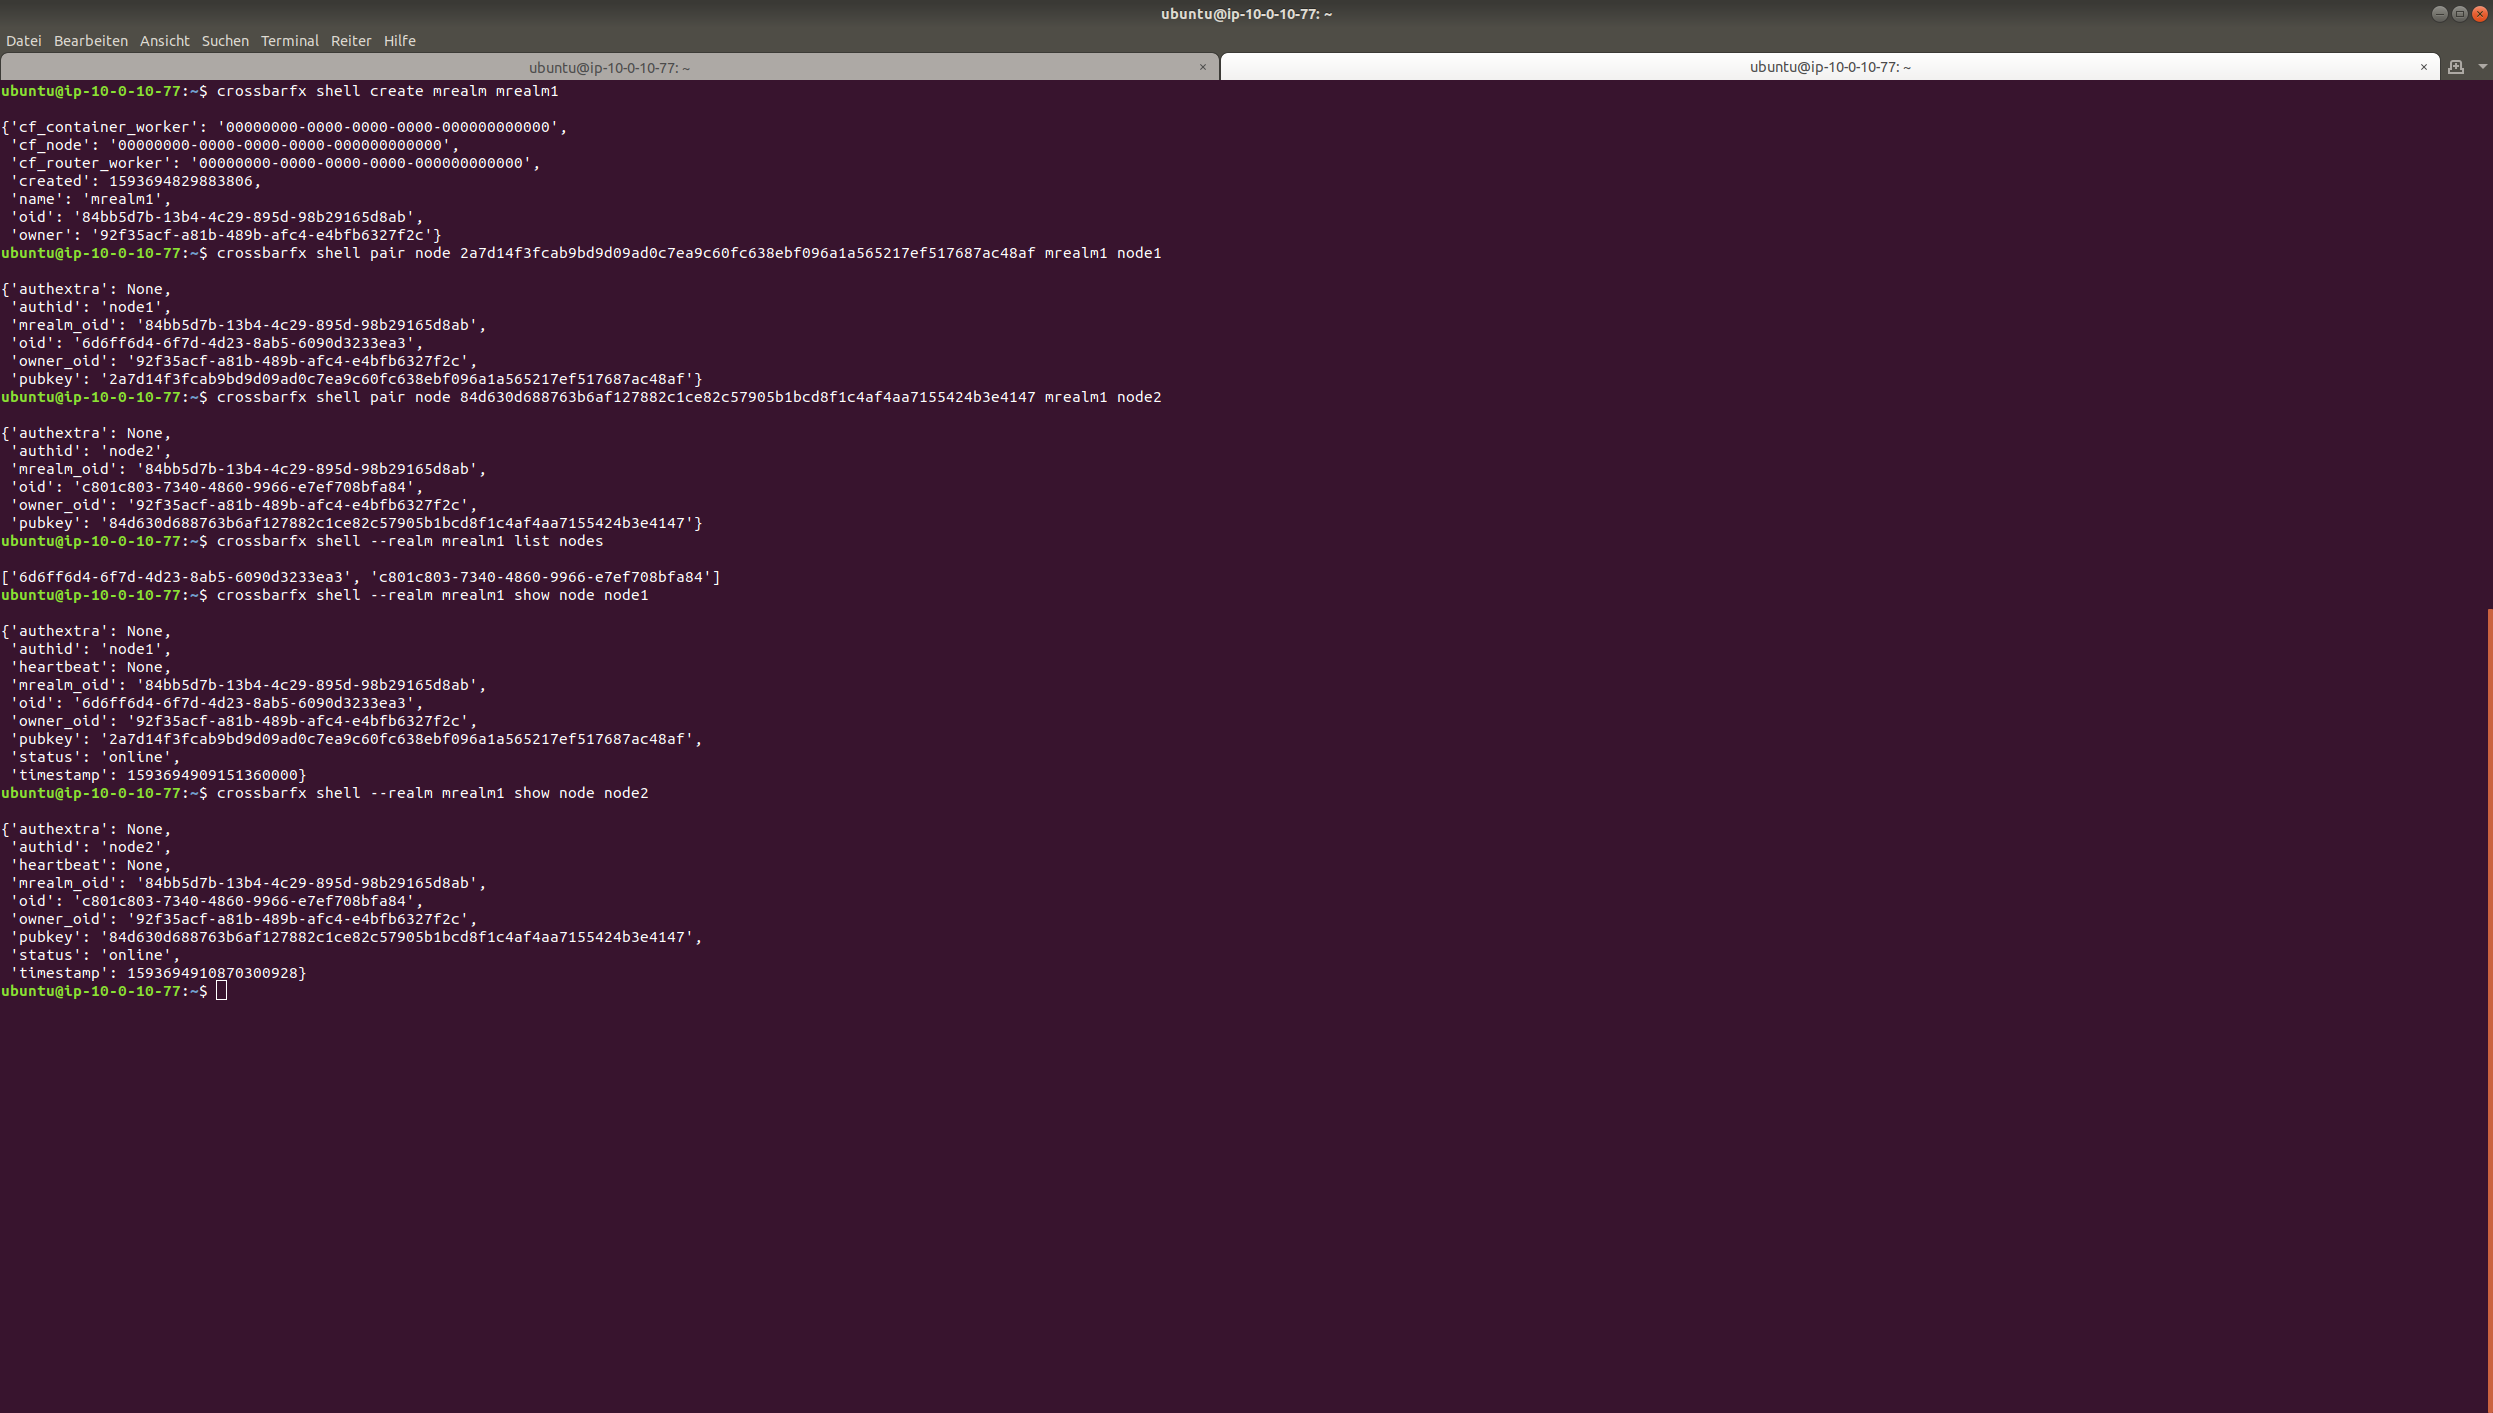 ubuntu@ip-10-0-10-77: ~
Datei Bearbeiten Ansicht Suchen Terminal Reiter Hilfe
ubuntu@ip-10-0-10-77: ~ × ubuntu@ip-10-0-10-77: ~ ×
ubuntu@ip-10-0-10-77:~$ crossbarfx shell create mrealm mrealm1
{'cf_container_worker': '00000000-0000-0000-0000-000000000000',
'cf_node': '00000000-0000-0000-0000-000000000000',
'cf_router_worker': '00000000-0000-0000-0000-000000000000',
'created': 1593694829883806,
'name': 'mrealm1',
'oid': '84bb5d7b-13b4-4c29-895d-98b29165d8ab',
'owner': '92f35acf-a81b-489b-afc4-e4bfb6327f2c'}
ubuntu@ip-10-0-10-77:~$ crossbarfx shell pair node 2a7d14f3fcab9bd9d09ad0c7ea9c60fc638ebf096a1a565217ef517687ac48af mrealm1 node1
{'authextra': None,
'authid': 'node1',
'mrealm_oid': '84bb5d7b-13b4-4c29-895d-98b29165d8ab',
'oid': '6d6ff6d4-6f7d-4d23-8ab5-6090d3233ea3',
'owner_oid': '92f35acf-a81b-489b-afc4-e4bfb6327f2c',
'pubkey': '2a7d14f3fcab9bd9d09ad0c7ea9c60fc638ebf096a1a565217ef517687ac48af'}
ubuntu@ip-10-0-10-77:~$ crossbarfx shell pair node 84d630d688763b6af127882c1ce82c57905b1bcd8f1c4af4aa7155424b3e4147 mrealm1 node2
{'authextra': None,
'authid': 'node2',
'mrealm_oid': '84bb5d7b-13b4-4c29-895d-98b29165d8ab',
'oid': 'c801c803-7340-4860-9966-e7ef708bfa84',
'owner_oid': '92f35acf-a81b-489b-afc4-e4bfb6327f2c',
'pubkey': '84d630d688763b6af127882c1ce82c57905b1bcd8f1c4af4aa7155424b3e4147'}
ubuntu@ip-10-0-10-77:~$ crossbarfx shell --realm mrealm1 list nodes
['6d6ff6d4-6f7d-4d23-8ab5-6090d3233ea3', 'c801c803-7340-4860-9966-e7ef708bfa84']
ubuntu@ip-10-0-10-77:~$ crossbarfx shell --realm mrealm1 show node node1
{'authextra': None,
'authid': 'node1',
'heartbeat': None,
'mrealm_oid': '84bb5d7b-13b4-4c29-895d-98b29165d8ab',
'oid': '6d6ff6d4-6f7d-4d23-8ab5-6090d3233ea3',
'owner_oid': '92f35acf-a81b-489b-afc4-e4bfb6327f2c',
'pubkey': '2a7d14f3fcab9bd9d09ad0c7ea9c60fc638ebf096a1a565217ef517687ac48af',
'status': 'online',
'timestamp': 1593694909151360000}
ubuntu@ip-10-0-10-77:~$ crossbarfx shell --realm mrealm1 show node node2
{'authextra': None,
'authid': 'node2',
'heartbeat': None,
'mrealm_oid': '84bb5d7b-13b4-4c29-895d-98b29165d8ab',
'oid': 'c801c803-7340-4860-9966-e7ef708bfa84',
'owner_oid': '92f35acf-a81b-489b-afc4-e4bfb6327f2c',
'pubkey': '84d630d688763b6af127882c1ce82c57905b1bcd8f1c4af4aa7155424b3e4147',
'status': 'online',
'timestamp': 1593694910870300928}
ubuntu@ip-10-0-10-77:~$